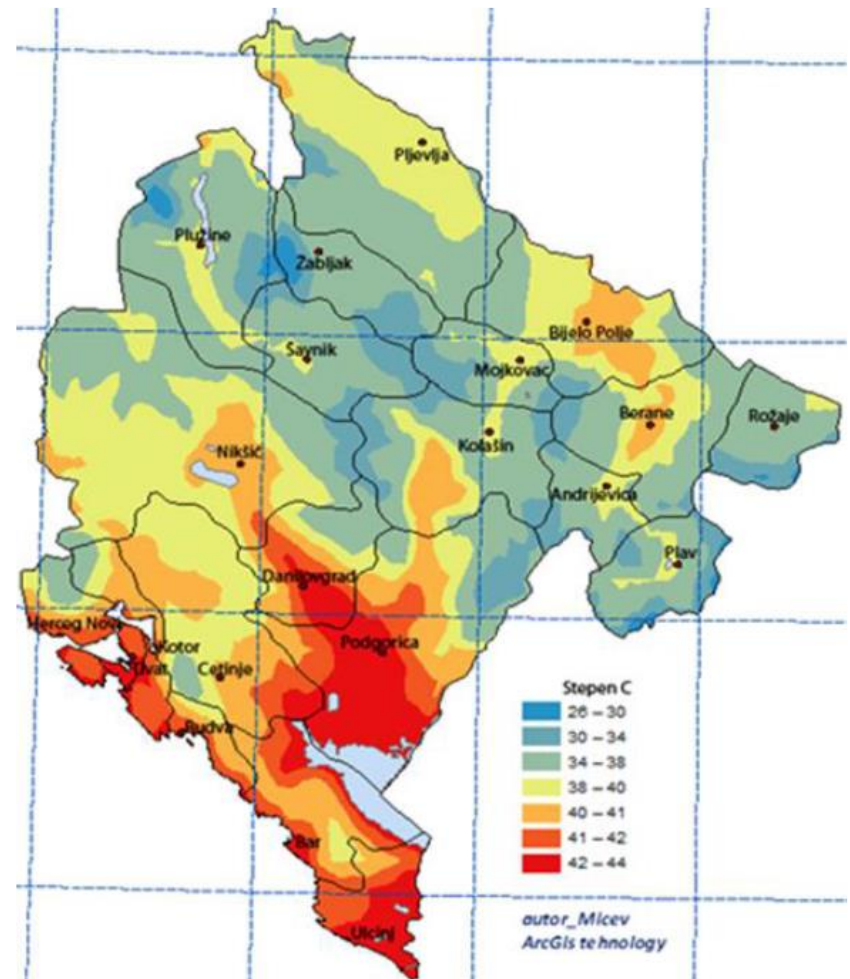 Pljevlja
Plužine
Žabljak
Bijelo Polje
Šavnik
Mojkovac
Berane
Rožaje
Kolašin
Nikšić
Andrijevica
Plav
Danilovgrad
Herceg Novi
Kotor
Podgorica
Tivat
Cetinje
Budva
Bar
Ulcinj
Stepen C
26 – 30
30 – 34
34 – 38
38 – 40
40 – 41
41 – 42
42 – 44
autor_Micev
ArcGis tehnology